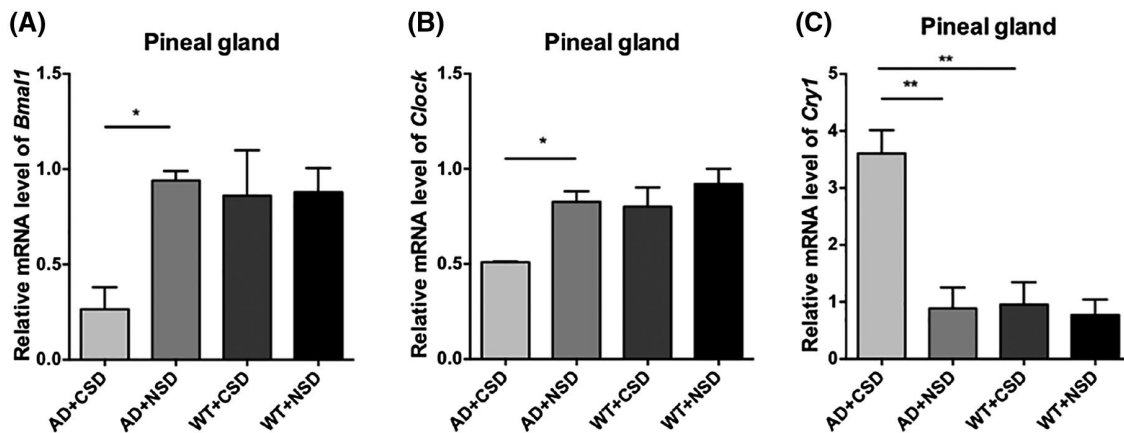 (A)
Pineal gland
Relative mRNA level of Bmal1
1.5
1.0
0.5
0.0
*
AD+CSD
AD+NSD
WT+CSD
WT+NSD
(B)
Pineal gland
Relative mRNA level of Clock
1.5
1.0
0.5
0.0
*
AD+CSD
AD+NSD
WT+CSD
WT+NSD
(C)
Pineal gland
Relative mRNA level of Cry1
5
4
3
2
1
0
**
**
AD+CSD
AD+NSD
WT+CSD
WT+NSD